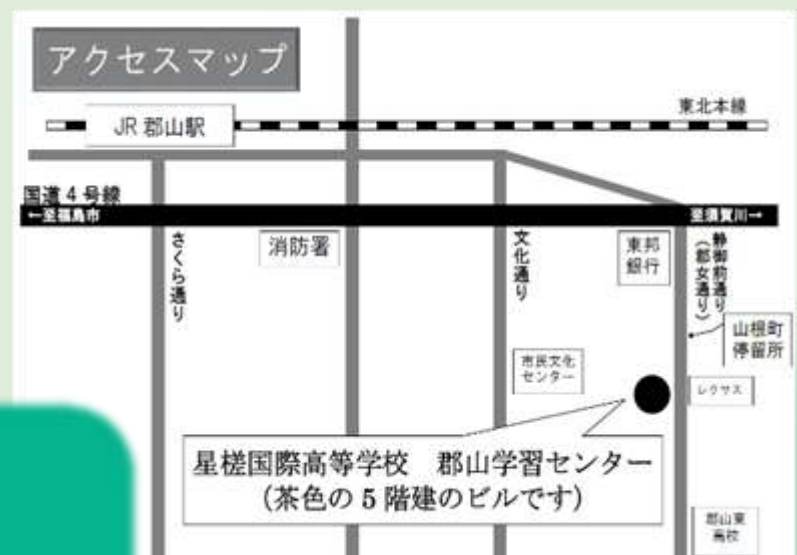 アクセスマップ
東北本線
JR 郡山駅
国道４号線
←至福島市
至須賀川→
さくら通り
消防署
文化通り
東邦
銀行
静御前通り
(郡女通り)
山根町
停留所
市民文化
センター
レクサス
星槎国際高等学校　郡山学習センター
(茶色の 5 階建のビルです)
郡山東
高校